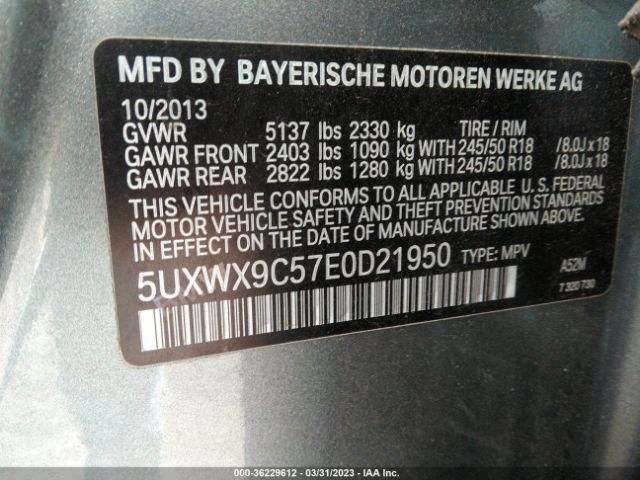 MFD BY BAYERISCHE MOTOREN WERKE AG
10/2013
GVWR 5137 lbs 2330 kg TIRE / RIM
GAWR FRONT 2403 lbs 1090 kg WITH 245/50 R18 /8.0J x 18
GAWR REAR 2822 lbs 1280 kg WITH 245/50 R18 /8.0J x 18
THIS VEHICLE CONFORMS TO ALL APPLICABLE U. S. FEDERAL
MOTOR VEHICLE SAFETY AND THEFT PREVENTION STANDARDS
IN EFFECT ON THE DATE OF MANUFACTURE SHOWN ABOVE.
5UXWX9C57E0D21950 TYPE: MPV A52M
7 320 730
000-36229612 - 03/31/2023 - IAA Inc.